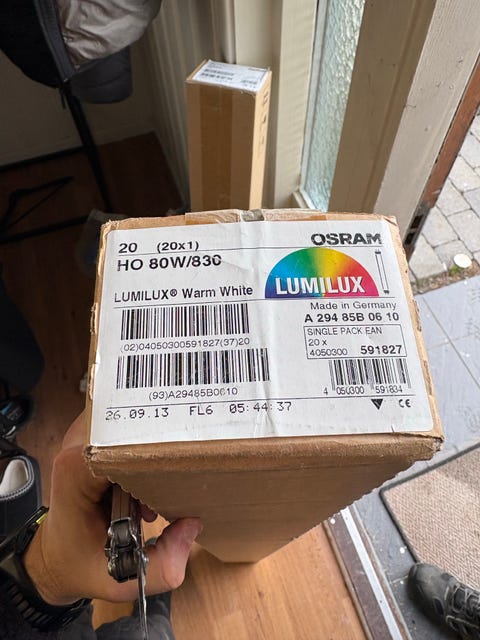 20 (20x1)
HO 80W/830
OSRAM
LUMILUX
LUMILUX® Warm White
Made in Germany
A 294 85B 06 10
(02)04050300591827(37)20
SINGLE PACK EAN
20 x
4050300 591827
(93)A29485B0610
4 050300 591834
26.09.13 FL6 05:44:37
CE